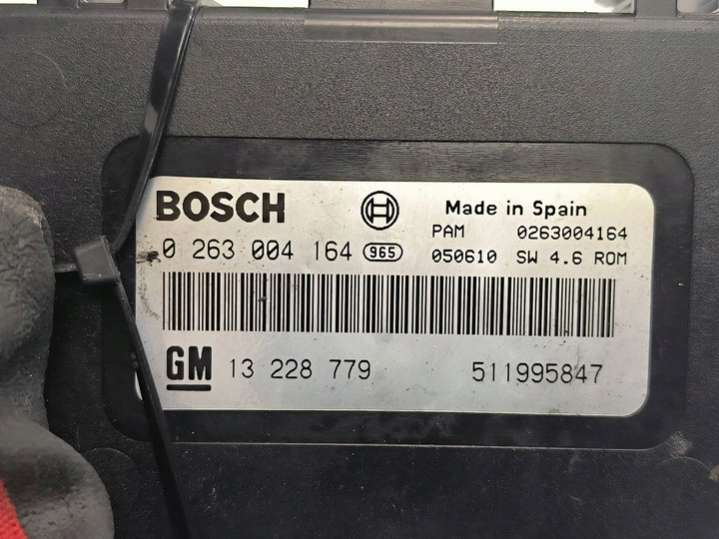 BOSCH Made in Spain
PAM 0263004164
0 263 004 164 965 050610 SW 4.6 ROM
GM 13 228 779 511995847